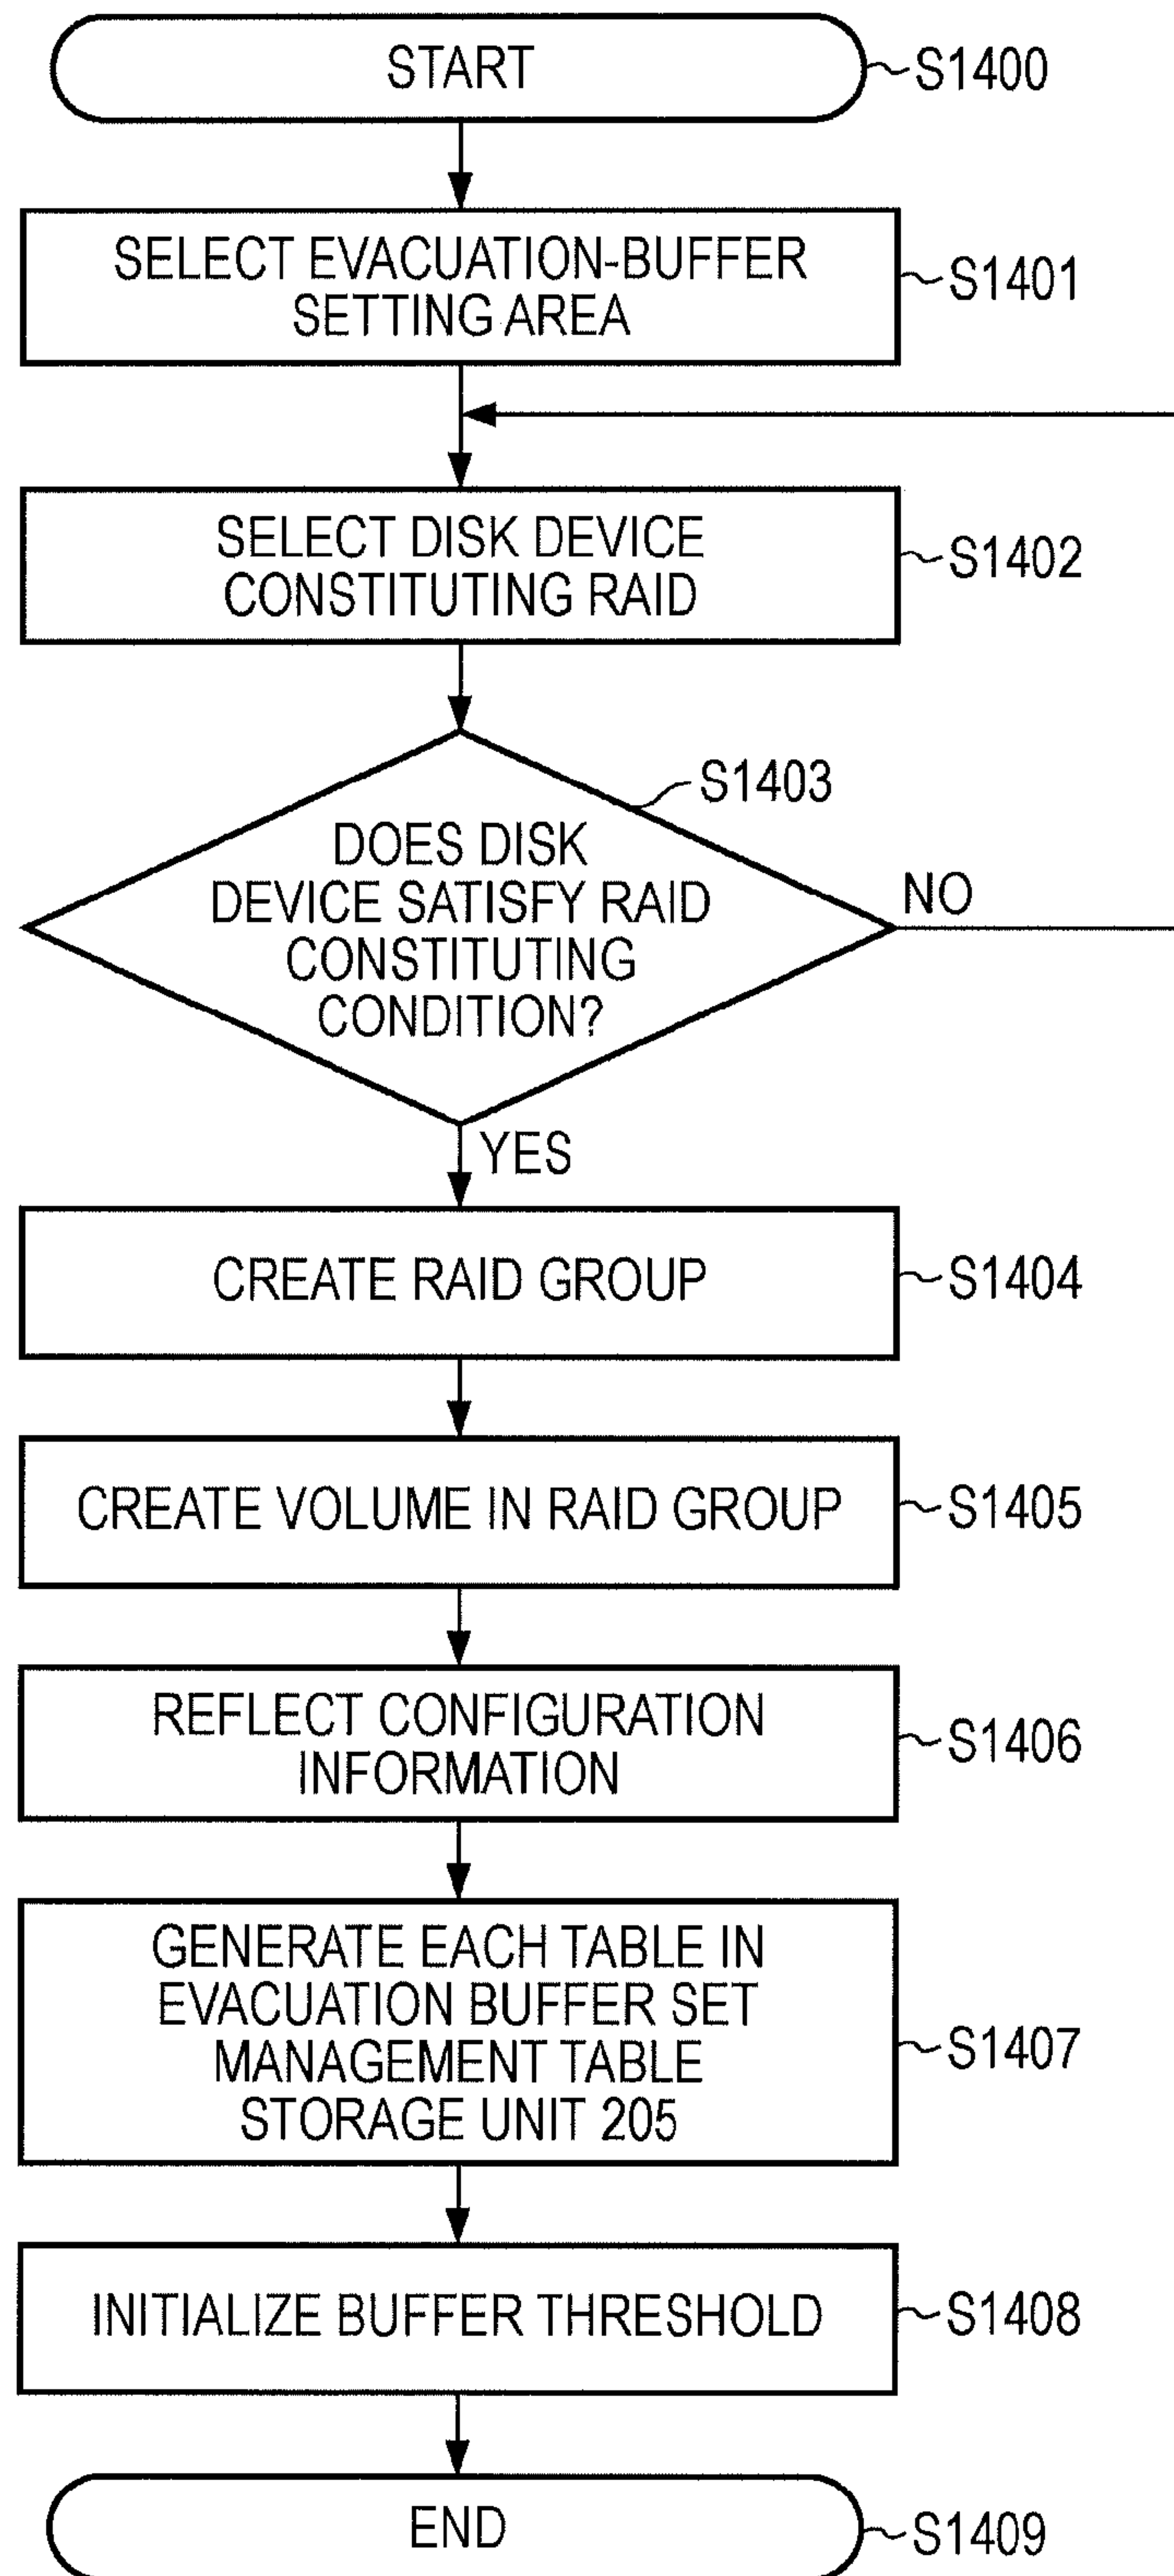 START
S1400
SELECT EVACUATION-BUFFER
SETTING AREA
S1401
SELECT DISK DEVICE
CONSTITUTING RAID
S1402
S1403
DOES DISK
DEVICE SATISFY RAID
CONSTITUTING
CONDITION?
NO
YES
CREATE RAID GROUP
S1404
CREATE VOLUME IN RAID GROUP
S1405
REFLECT CONFIGURATION
INFORMATION
S1406
GENERATE EACH TABLE IN
EVACUATION BUFFER SET
MANAGEMENT TABLE
STORAGE UNIT 205
S1407
INITIALIZE BUFFER THRESHOLD
S1408
END
S1409